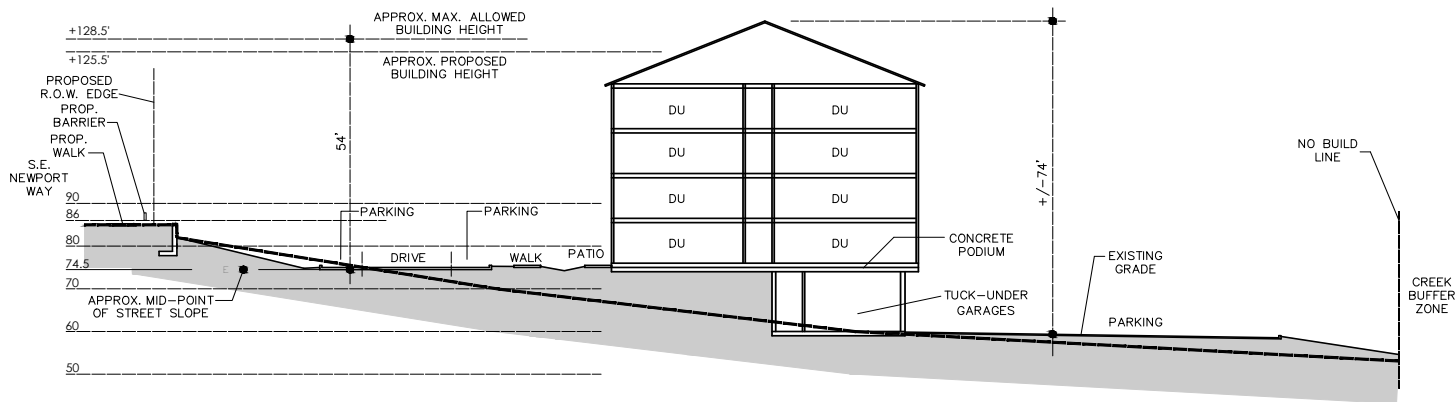 APPROX. MAX. ALLOWED
BUILDING HEIGHT
+128.5'
+125.5'
APPROX. PROPOSED
BUILDING HEIGHT
PROPOSED
R.O.W. EDGE
PROP.
BARRIER
PROP.
WALK
S.E.
NEWPORT
WAY
54'
DU
DU
DU
DU
DU
DU
DU
DU
+/-74'
NO BUILD
LINE
90
86
80
74.5
70
60
50
PARKING
PARKING
DRIVE
WALK
PATIO
E
APPROX. MID-POINT
OF STREET SLOPE
CONCRETE
PODIUM
TUCK-UNDER
GARAGES
EXISTING
GRADE
PARKING
CREEK
BUFFER
ZONE